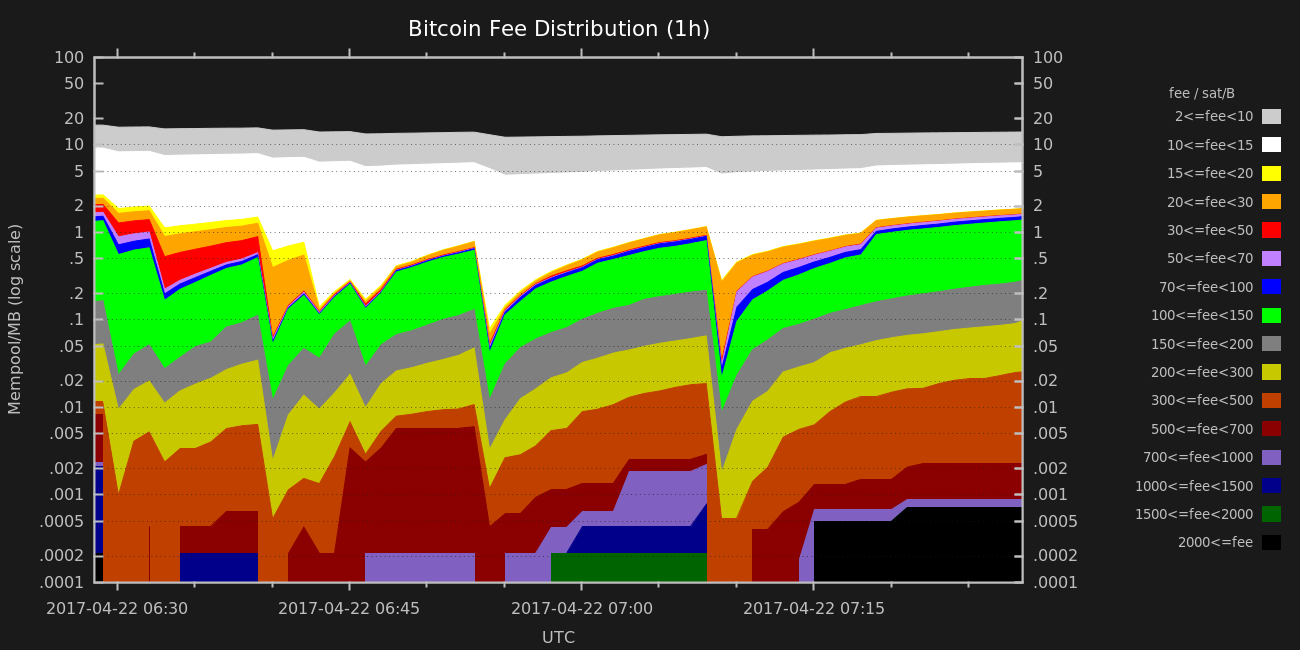 Bitcoin Fee Distribution (1h)
Mempool/MB (log scale)
100
50
20
10
5
2
1
.5
.2
.1
.05
.02
.01
.005
.002
.001
.0005
.0002
.0001
100
50
20
10
5
2
1
.5
.2
.1
.05
.02
.01
.005
.002
.001
.0005
.0002
.0001
2017-04-22 06:30 2017-04-22 06:45 2017-04-22 07:00 2017-04-22 07:15
UTC
fee / sat/B
2<=fee<10
10<=fee<15
15<=fee<20
20<=fee<30
30<=fee<50
50<=fee<70
70<=fee<100
100<=fee<150
150<=fee<200
200<=fee<300
300<=fee<500
500<=fee<700
700<=fee<1000
1000<=fee<1500
1500<=fee<2000
2000<=fee